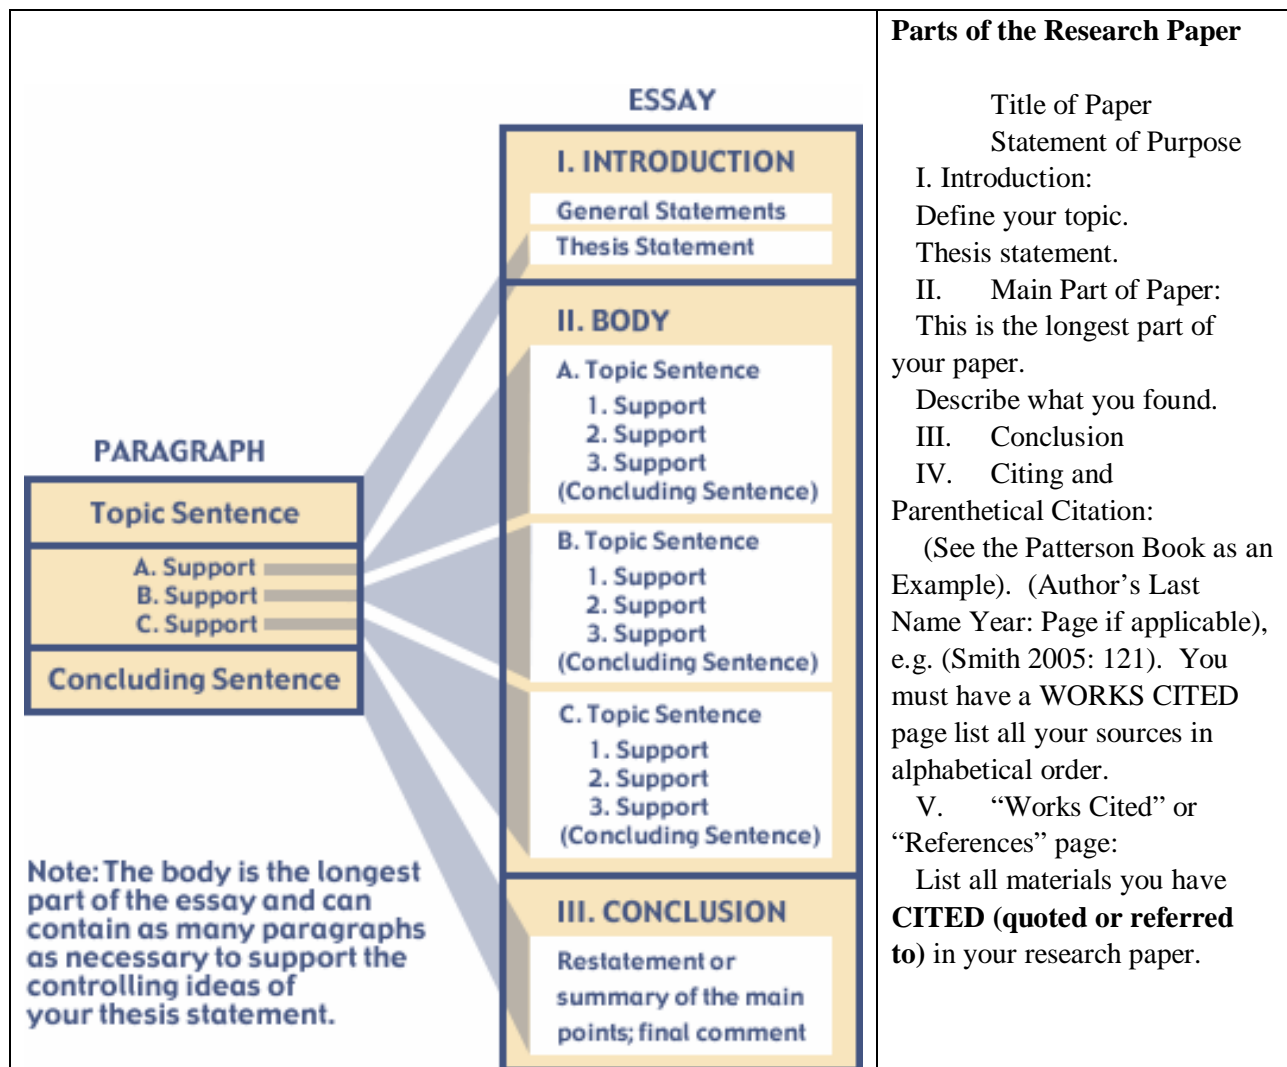 ESSAY
I. INTRODUCTION
General Statements
Thesis Statement
II. BODY
A. Topic Sentence
1. Support
2. Support
3. Support
(Concluding Sentence)
B. Topic Sentence
1. Support
2. Support
3. Support
(Concluding Sentence)
C. Topic Sentence
1. Support
2. Support
3. Support
(Concluding Sentence)
III. CONCLUSION
Restatement or
summary of the main
points; final comment
PARAGRAPH
Topic Sentence
A. Support
B. Support
C. Support
Concluding Sentence
Note: The body is the longest
part of the essay and can
contain as many paragraphs
as necessary to support the
controlling ideas of
your thesis statement.
Parts of the Research Paper
Title of Paper
Statement of Purpose
I. Introduction:
Define your topic.
Thesis statement.
II. Main Part of Paper:
This is the longest part of
your paper.
Describe what you found.
III. Conclusion
IV. Citing and
Parenthetical Citation:
(See the Patterson Book as an
Example). (Author’s Last
Name Year: Page if applicable),
e.g. (Smith 2005: 121). You
must have a WORKS CITED
page list all your sources in
alphabetical order.
V. “Works Cited” or
“References” page:
List all materials you have
CITED (quoted or referred
to) in your research paper.